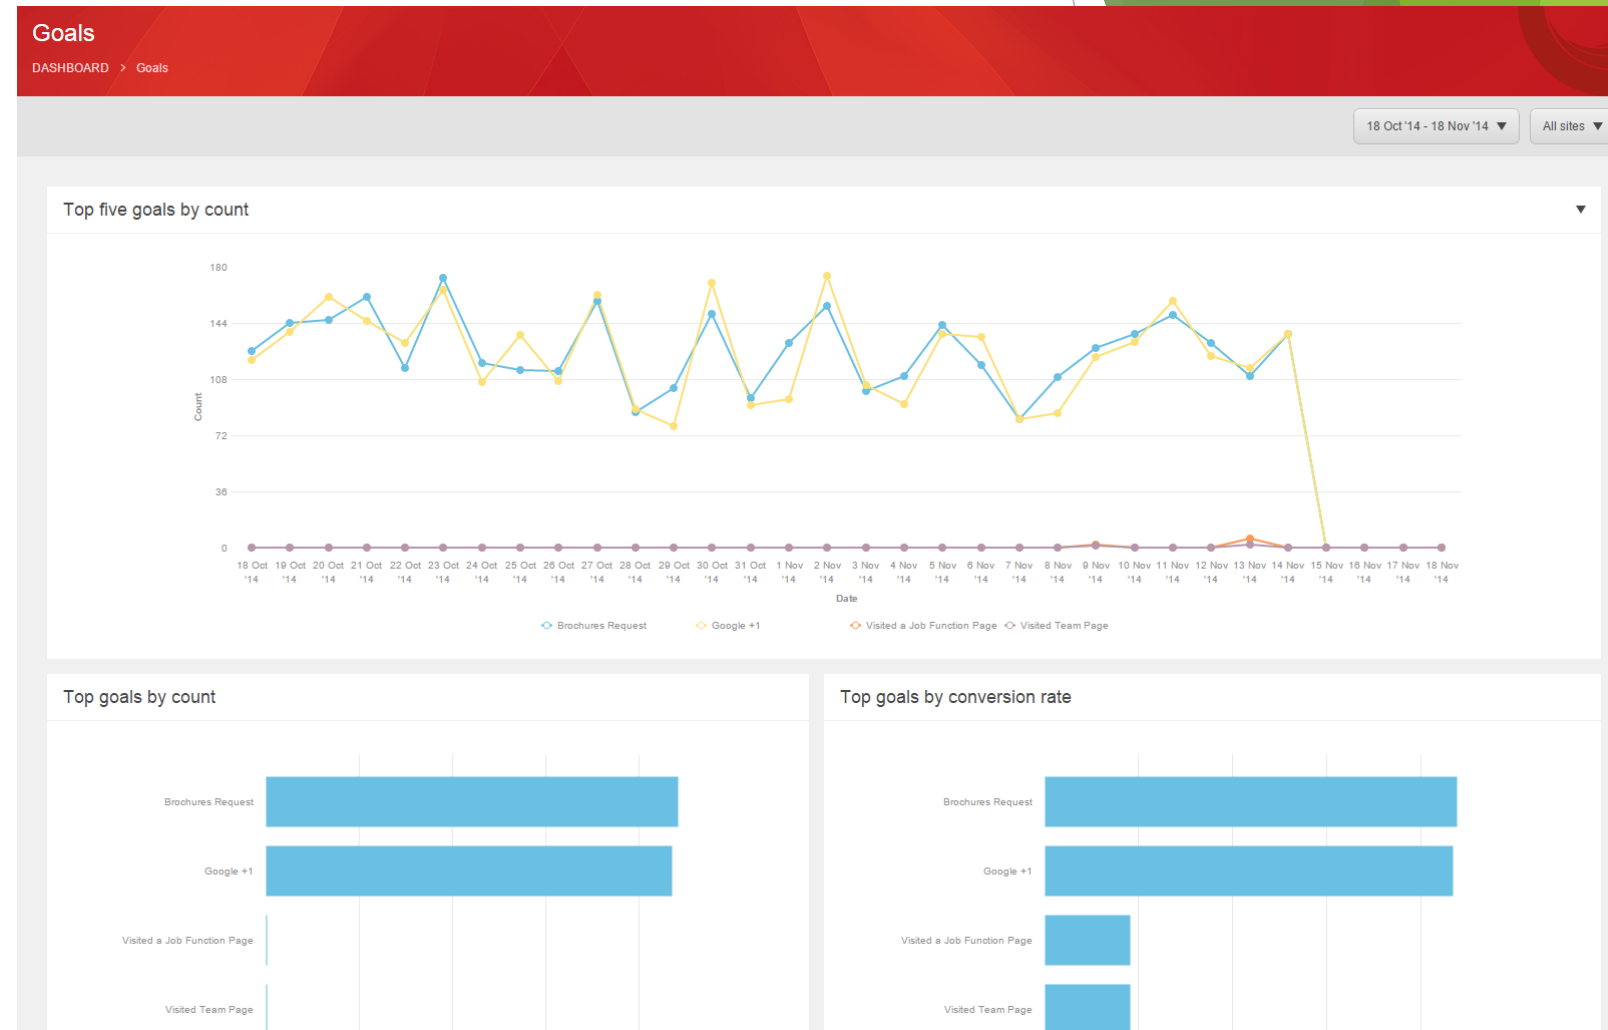 Goals
DASHBOARD > Goals
18 Oct '14 - 18 Nov '14 ▼
All sites ▼
Top five goals by count
▼
180
144
108
72
36
0
Count
18 Oct 19 Oct 20 Oct 21 Oct 22 Oct 23 Oct 24 Oct 25 Oct 26 Oct 27 Oct 28 Oct 29 Oct 30 Oct 31 Oct 1 Nov 2 Nov 3 Nov 4 Nov 5 Nov 6 Nov 7 Nov 8 Nov 9 Nov 10 Nov 11 Nov 12 Nov 13 Nov 14 Nov 15 Nov 16 Nov 17 Nov 18 Nov
'14 '14 '14 '14 '14 '14 '14 '14 '14 '14 '14 '14 '14 '14 '14 '14 '14 '14 '14 '14 '14 '14 '14 '14 '14 '14 '14 '14 '14 '14 '14 '14
Date
Brochures Request Google +1 Visited a Job Function Page Visited Team Page
Top goals by count
Brochures Request
Google +1
Visited a Job Function Page
Visited Team Page
Top goals by conversion rate
Brochures Request
Google +1
Visited a Job Function Page
Visited Team Page